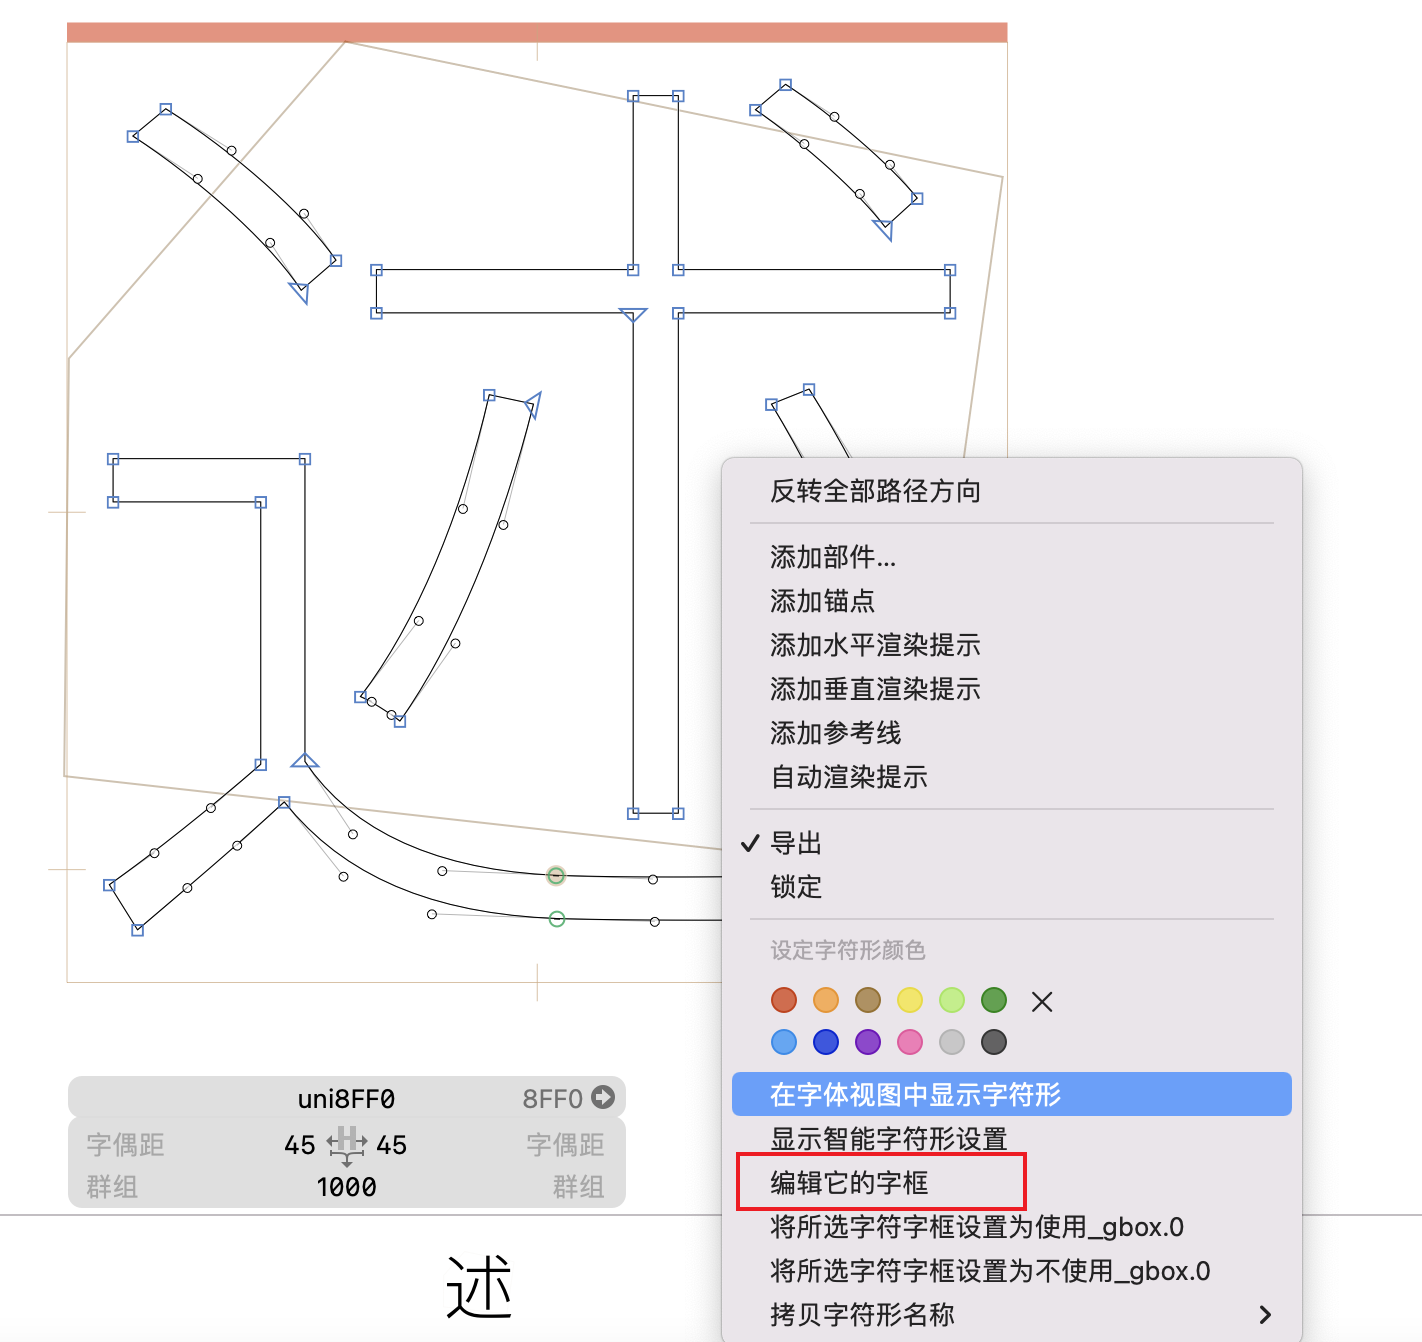 反转全部路径方向
添加部件...
添加锚点
添加水平渲染提示
添加垂直渲染提示
添加参考线
自动渲染提示
导出
锁定
设定字符形颜色
在字体视图中显示字符形
显示智能字符形设置
编辑它的字框
将所选字符字框设置为使用_gbox.0
将所选字符字框设置为不使用_gbox.0
拷贝字符形名称
uni8FF0 8FF0
字偶距 45 H 45 字偶距
群组 1000 群组
述